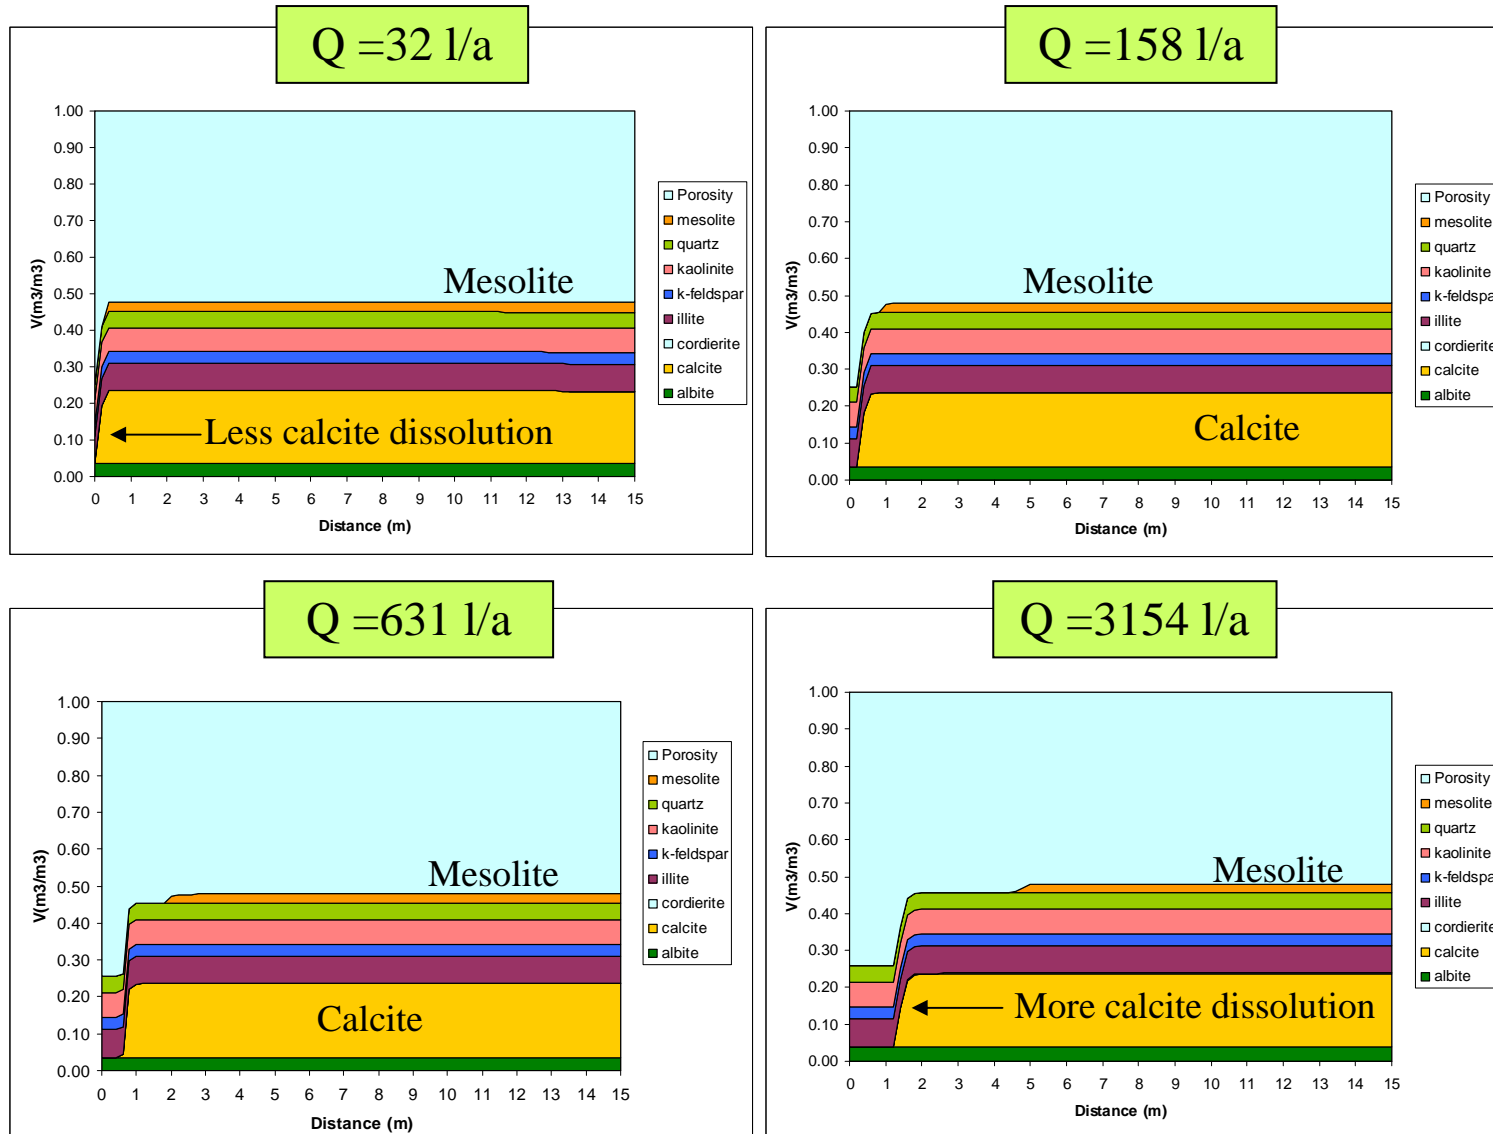 Q =32 l/a
1.00
0.90
0.80
0.70
0.60
0.50
0.40
0.30
0.20
0.10
0.00
V(m3/m3)
Mesolite
Less calcite dissolution
0 1 2 3 4 5 6 7 8 9 10 11 12 13 14 15
Distance (m)
Porosity
mesolite
quartz
kaolinite
k-feldspar
illite
cordierite
calcite
albite
Q =158 l/a
1.00
0.90
0.80
0.70
0.60
0.50
0.40
0.30
0.20
0.10
0.00
V(m3/m3)
Mesolite
Calcite
0 1 2 3 4 5 6 7 8 9 10 11 12 13 14 15
Distance (m)
Porosity
mesolite
quartz
kaolinite
k-feldspar
illite
cordierite
calcite
albite
Q =631 l/a
1.00
0.90
0.80
0.70
0.60
0.50
0.40
0.30
0.20
0.10
0.00
V(m3/m3)
Mesolite
Calcite
0 1 2 3 4 5 6 7 8 9 10 11 12 13 14 15
Distance (m)
Porosity
mesolite
quartz
kaolinite
k-feldspar
illite
cordierite
calcite
albite
Q =3154 l/a
1.00
0.90
0.80
0.70
0.60
0.50
0.40
0.30
0.20
0.10
0.00
V(m3/m3)
Mesolite
More calcite dissolution
0 1 2 3 4 5 6 7 8 9 10 11 12 13 14 15
Distance (m)
Porosity
mesolite
quartz
kaolinite
k-feldspa
illite
cordierite
calcite
albite